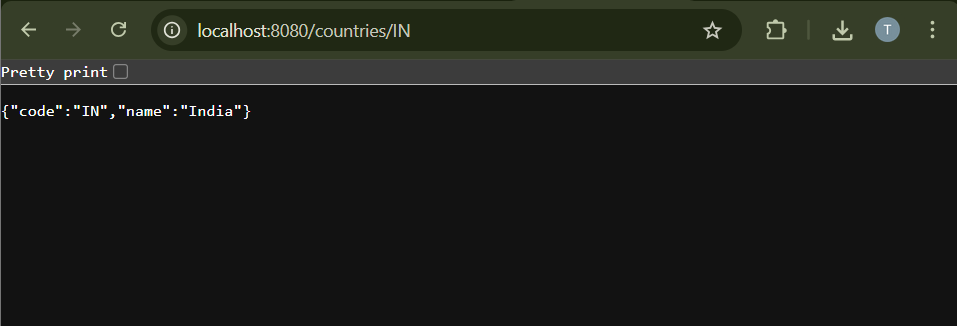 localhost:8080/countries/IN
T
Pretty print
{"code":"IN","name":"India"}